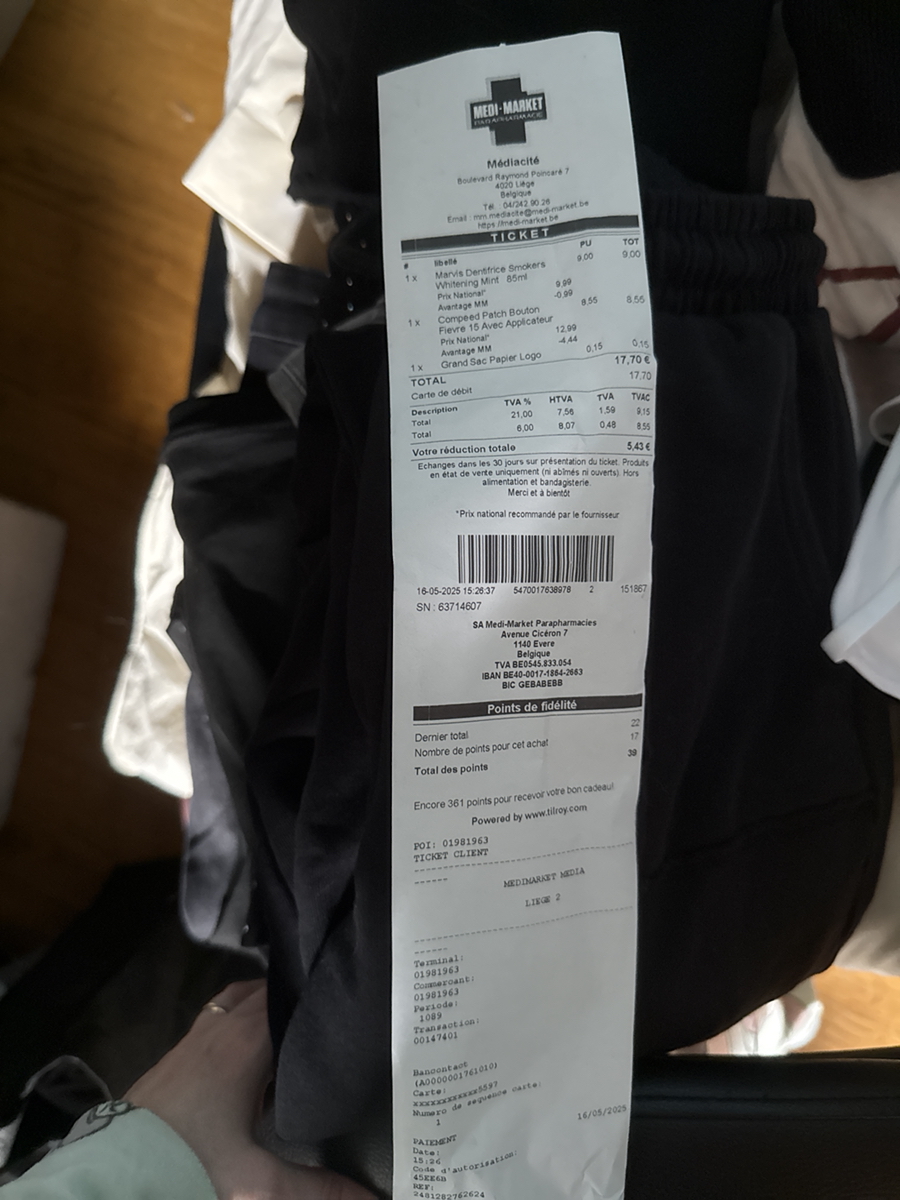 MEDI-MARKET
PARAPHARMACIE
Médiacité
Boulevard Raymond Poincaré 7
4020 Liège
Belgique
Tél. : 04/242.90.26
Email : mm.mediacite@medi-market.be
https://medi-market.be
TICKET
# libellé PU TOT
1 x Marvis Dentifrice Smokers 9,00 9,00
Whitening Mint 85ml
Prix National* 9,99
Avantage MM -0,99
1 x Compeed Patch Bouton 8,55 8,55
Fievre 15 Avec Applicateur
Prix National* 12,99
Avantage MM -4,44
1 x Grand Sac Papier Logo 0,15 0,15
TOTAL 17,70 €
Carte de débit 17,70
Description TVA % HTVA TVA TVAC
Total 21,00 7,56 1,59 9,15
Total 6,00 8,07 0,48 8,55
Votre réduction totale 5,43 €
Echanges dans les 30 jours sur présentation du ticket. Produits
en état de vente uniquement (ni abîmés ni ouverts). Hors
alimentation et bandagisterie.
Merci et à bientôt
*Prix national recommandé par le fournisseur
16-05-2025 15:26:37 5470017638978 2 151867
SN : 63714607
SA Medi-Market Parapharmacies
Avenue Cicéron 7
1140 Evere
Belgique
TVA BE0545.833.054
IBAN BE40-0017-1864-2663
BIC GEBABEBB
Points de fidélité
Dernier total 22
Nombre de points pour cet achat 17
Total des points 39
Encore 361 points pour recevoir votre bon cadeau!
Powered by www.tilroy.com
POI: 01981963
TICKET CLIENT
MEDIMARKET MEDIA
LIEGE 2
Terminal:
01981963
Commercant:
01981963
Periode:
1089
Transaction:
00147401
Bancontact
(A0000001761010)
Carte:
xxxxxxxxxxxx5597
Numero de sequence carte:
1
16/05/2025
PAIEMENT
Date:
15:26
Code d'autorisation:
45EE6B
REF:
2481282762624